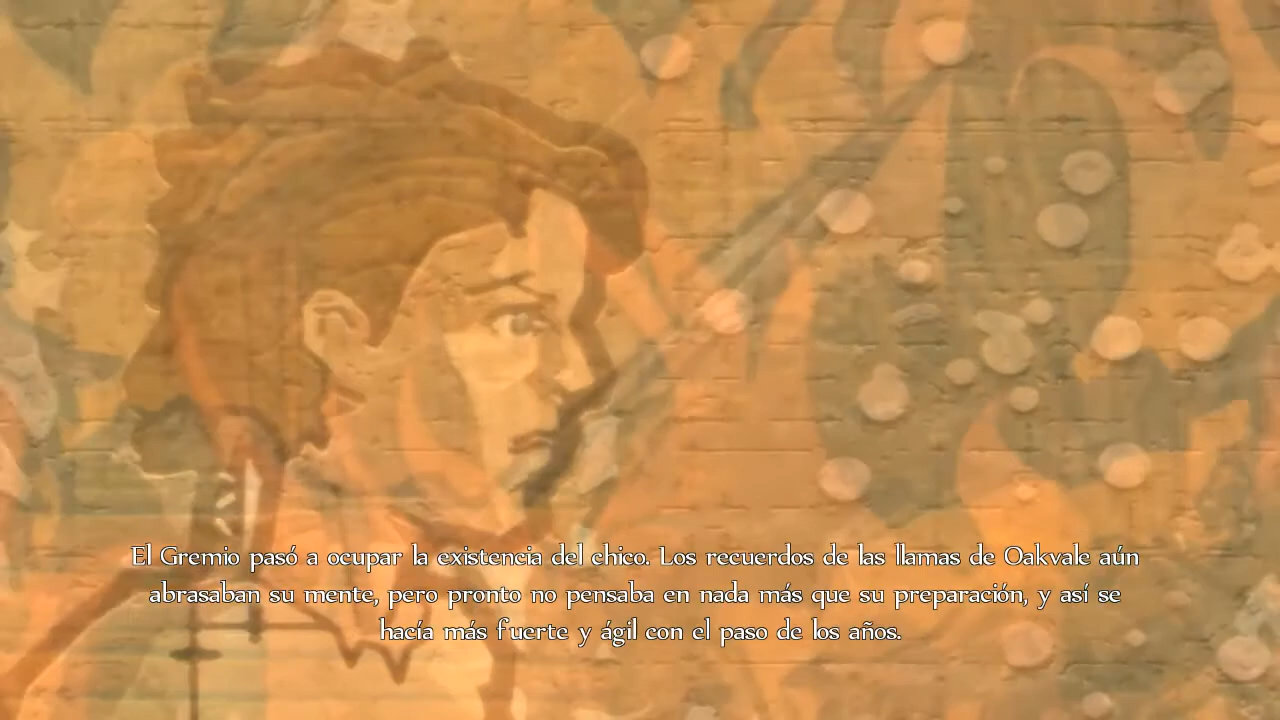 El Gremio pasó a ocupar la existencia del chico. Los recuerdos de las llamas de Oakvale aún
abrasaban su mente, pero pronto no pensaba en nada más que su preparación, y así se
hacía más fuerte y ágil con el paso de los años.